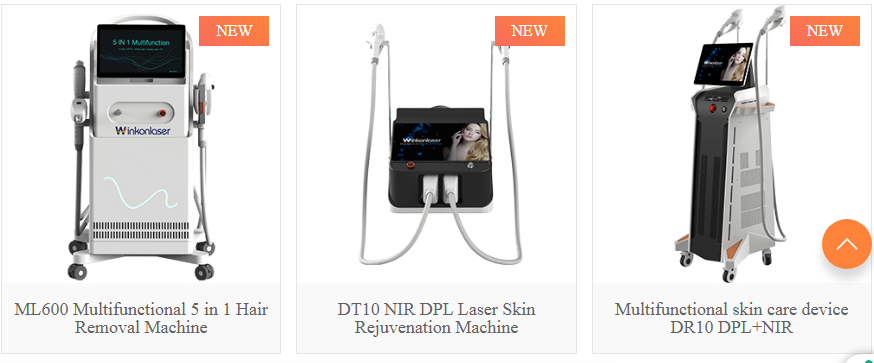 NEW
5 IN 1 Multifunction
Winkonlaser
ML600 Multifunctional 5 in 1 Hair
Removal Machine
NEW
Winkonlaser
DT10 NIR DPL Laser Skin
Rejuvenation Machine
NEW
Multifunctional skin care device
DR10 DPL+NIR